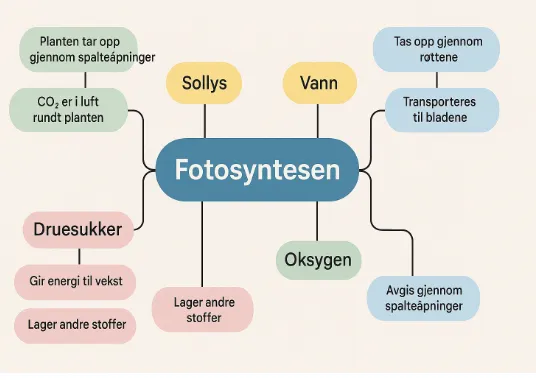 Planten tar opp
gjennom spalteåpninger
CO₂ er i luft
rundt planten
Sollys
Vann
Tas opp gjennom
røttene
Transporteres
til bladene
Fotosyntesen
Druesukker
Gir energi til vekst
Lager andre stoffer
Lager andre
stoffer
Oksygen
Avgis gjennom
spalteåpninger